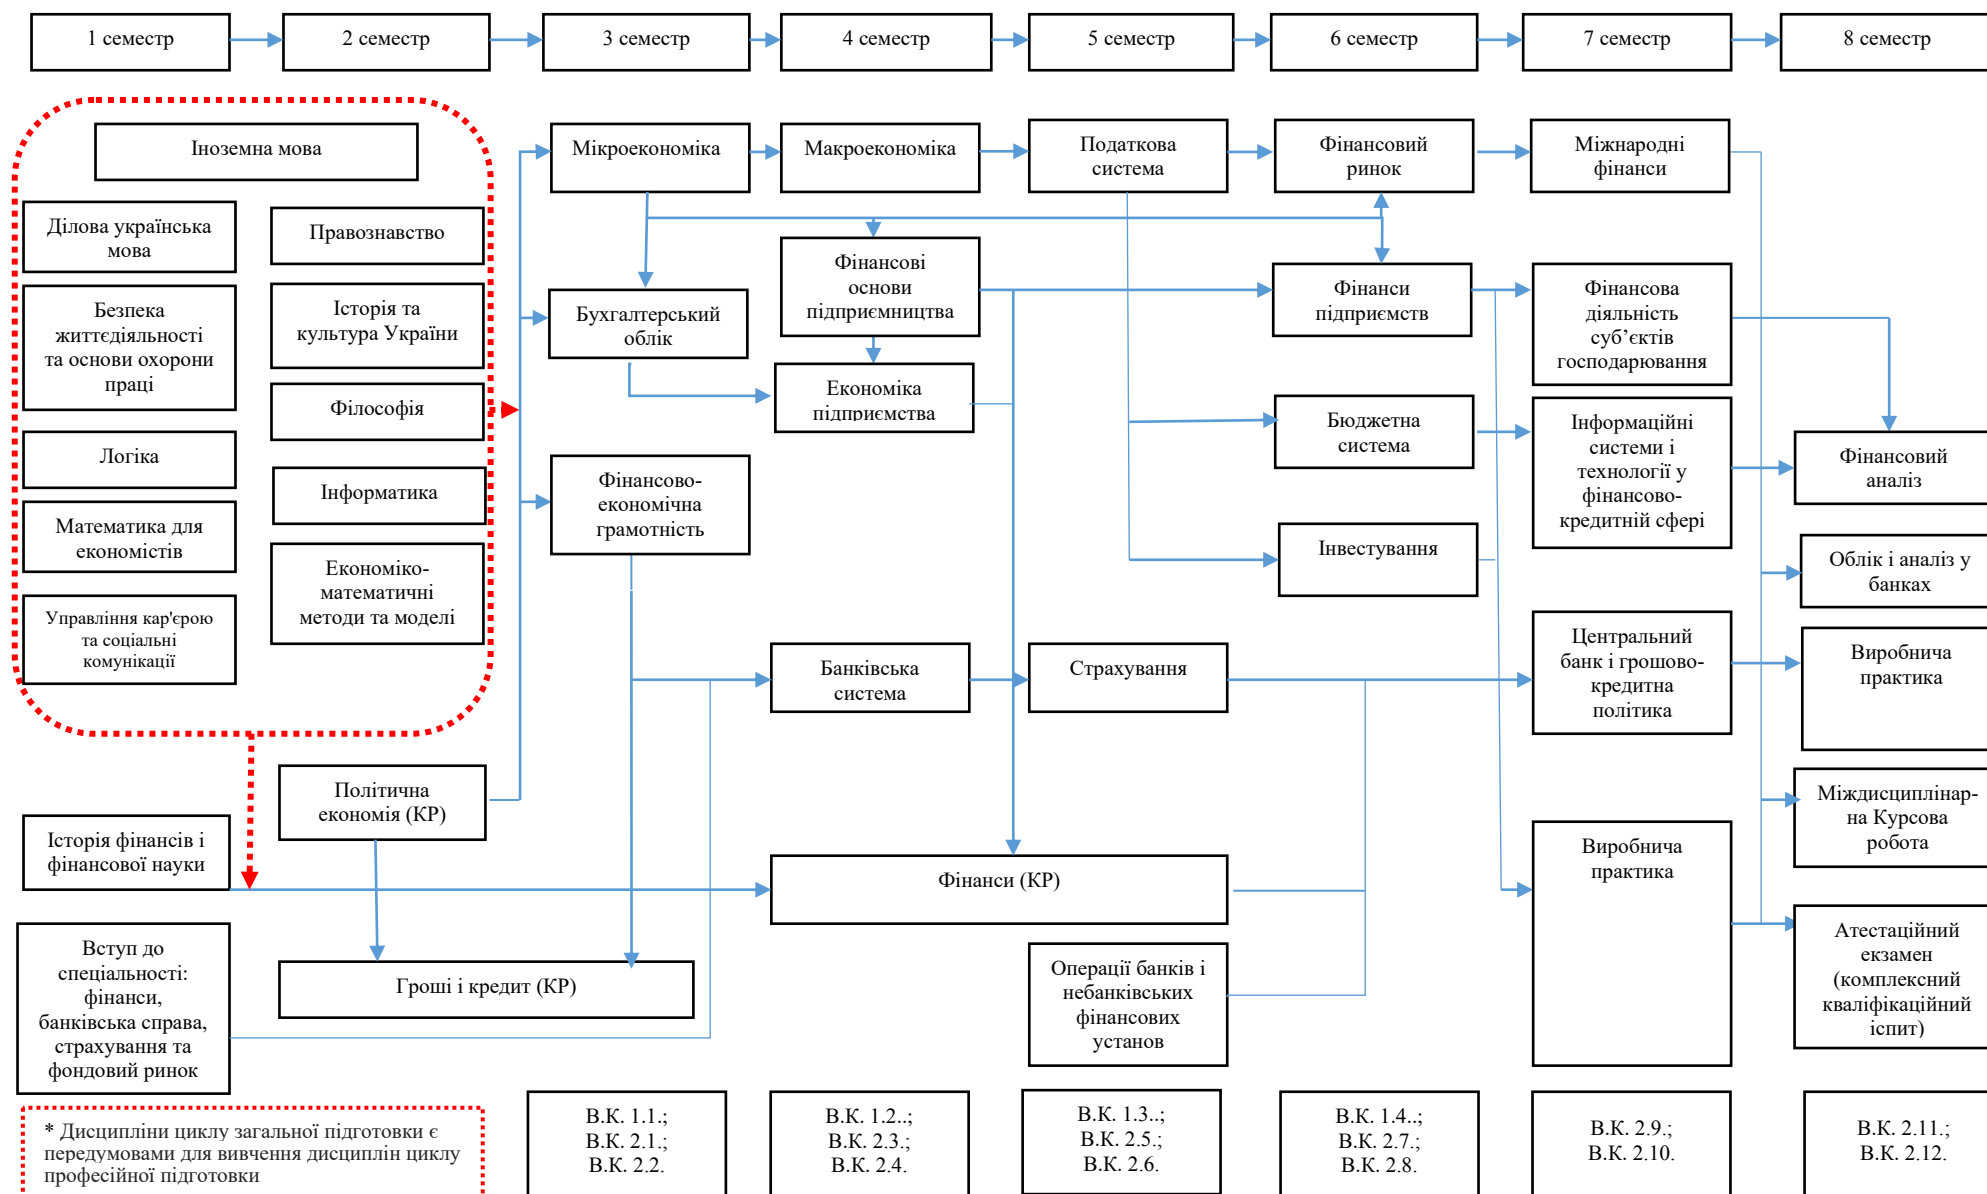 1 семестр
2 семестр
3 семестр
4 семестр
5 семестр
6 семестр
7 семестр
8 семестр
Іноземна мова
Ділова українська
мова
Безпека
життєдіяльності
та основи охорони
праці
Логіка
Математика для
економістів
Управління кар'єрою
та соціальні
комунікації
Правознавство
Історія та
культура України
Філософія
Інформатика
Економіко-
математичні
методи та моделі
Історія фінансів і
фінансової науки
Вступ до
спеціальності:
фінанси,
банківська справа,
страхування та
фондовий ринок
Політична
економія (КР)
Гроші і кредит (КР)
Мікроекономіка
Бухгалтерський
облік
Фінансово-
економічна
грамотність
Макроекономіка
Фінансові
основи
підприємництва
Економіка
підприємства
Банківська
система
Фінанси (КР)
Податкова
система
Страхування
Операції банків і
небанківських
фінансових
установ
Фінансовий
ринок
Фінанси
підприємств
Бюджетна
система
Інвестування
Міжнародні
фінанси
Фінансова
діяльність
суб’єктів
господарювання
Інформаційні
системи і
технології у
фінансово-
кредитній сфері
Центральний
банк і грошово-
кредитна
політика
Виробнича
практика
Фінансовий
аналіз
Облік і аналіз у
банках
Виробнича
практика
Міждисциплінар-
на Курсова
робота
Атестаційний
екзамен
(комплексний
кваліфікаційний
іспит)
* Дисципліни циклу загальної підготовки є
передумовами для вивчення дисциплін циклу
професійної підготовки
В.К. 1.1.;
В.К. 2.1.;
В.К. 2.2.
В.К. 1.2..;
В.К. 2.3.;
В.К. 2.4.
В.К. 1.3..;
В.К. 2.5.;
В.К. 2.6.
В.К. 1.4..;
В.К. 2.7.;
В.К. 2.8.
В.К. 2.9.;
В.К. 2.10.
В.К. 2.11.;
В.К. 2.12.